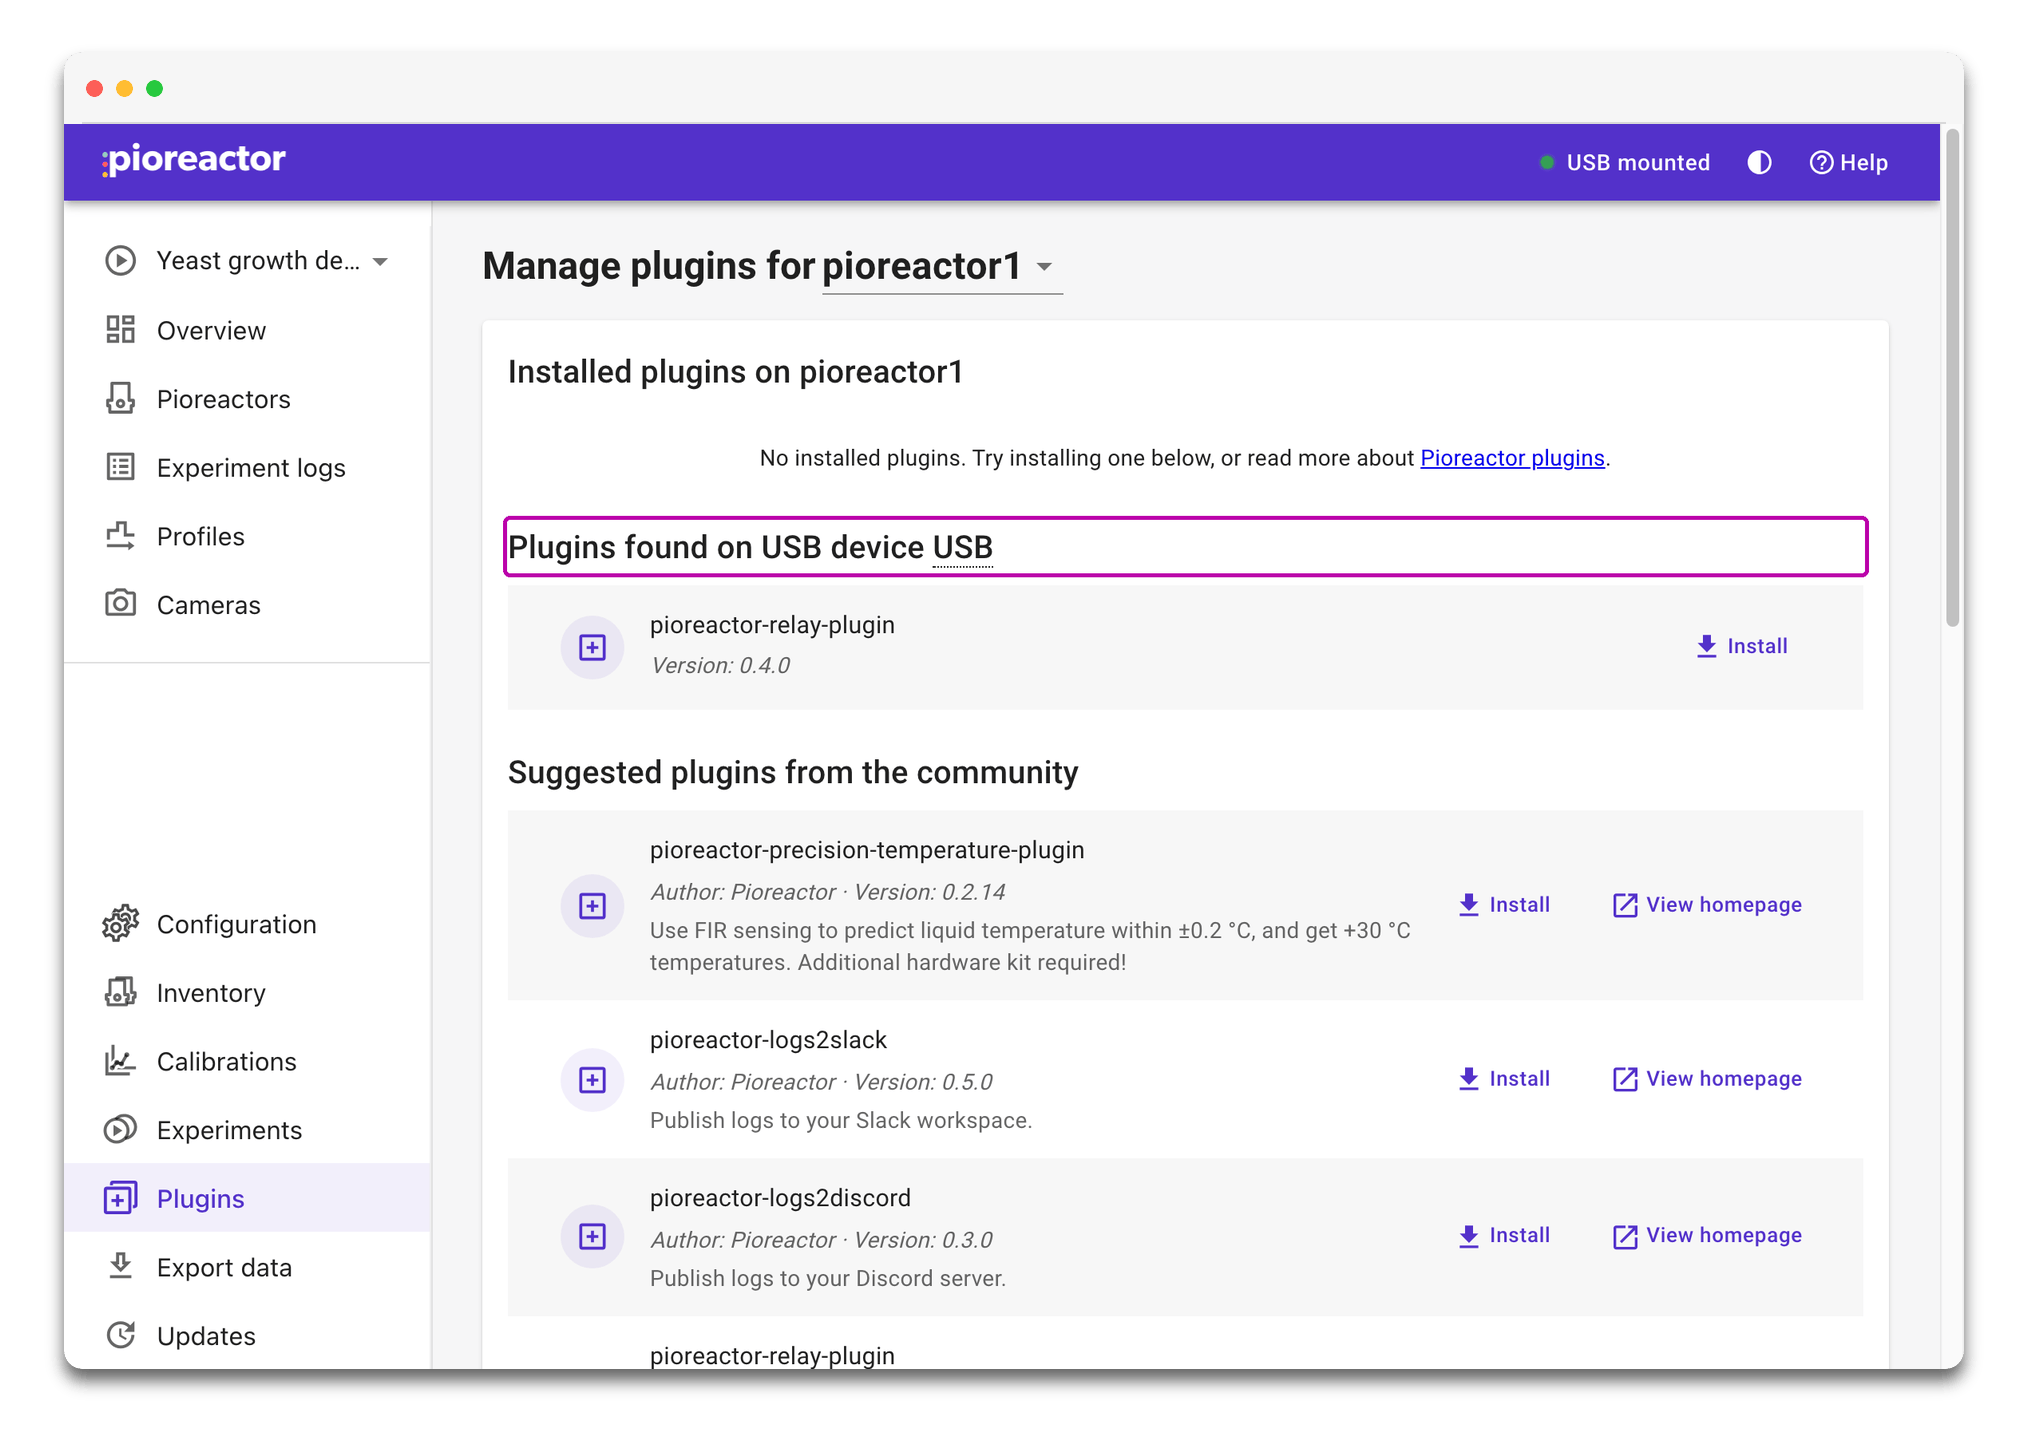 pioreactor
USB mounted
Help
Yeast growth de...
Overview
Pioreactors
Experiment logs
Profiles
Cameras
Configuration
Inventory
Calibrations
Experiments
Plugins
Export data
Updates
Manage plugins for pioreactor1
Installed plugins on pioreactor1
No installed plugins. Try installing one below, or read more about Pioreactor plugins.
Plugins found on USB device USB
pioreactor-relay-plugin
Version: 0.4.0
Install
Suggested plugins from the community
pioreactor-precision-temperature-plugin
Author: Pioreactor · Version: 0.2.14
Use FIR sensing to predict liquid temperature within ±0.2 °C, and get +30 °C
temperatures. Additional hardware kit required!
Install
View homepage
pioreactor-logs2slack
Author: Pioreactor · Version: 0.5.0
Publish logs to your Slack workspace.
Install
View homepage
pioreactor-logs2discord
Author: Pioreactor · Version: 0.3.0
Publish logs to your Discord server.
Install
View homepage
pioreactor-relay-plugin